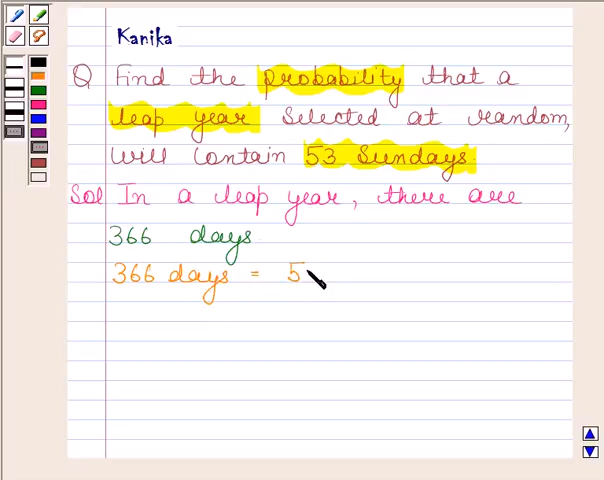 Kanika
Q Find the probability that a
leap year selected at random,
will contain 53 Sundays.
Sol In a leap year, there are
366 days
366 days = 5